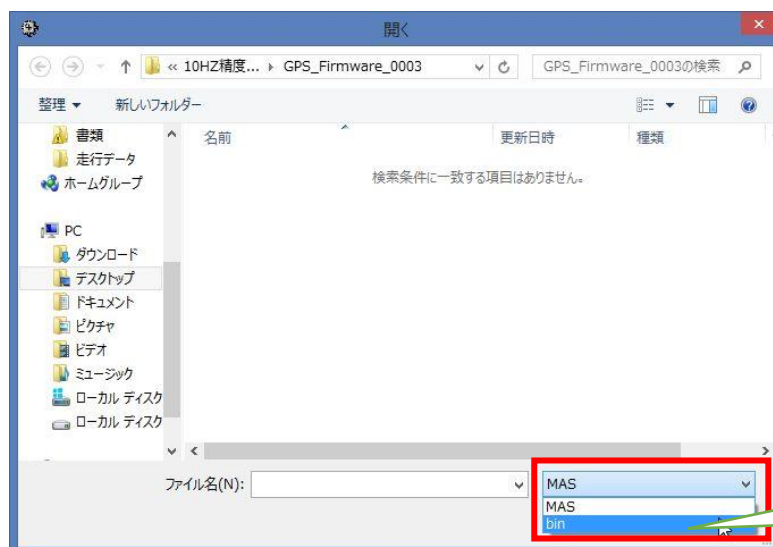 開く
« 10HZ精度... ▸ GPS_Firmware_0003
GPS_Firmware_0003の検索
整理 ▼ 新しいフォルダー
名前 更新日時 種類
検索条件に一致する項目はありません。
書類
走行データ
ホームグループ
PC
ダウンロード
デスクトップ
ドキュメント
ピクチャ
ビデオ
ミュージック
ローカル ディスク
ローカル ディスク
ファイル名(N):
MAS
MAS
bin